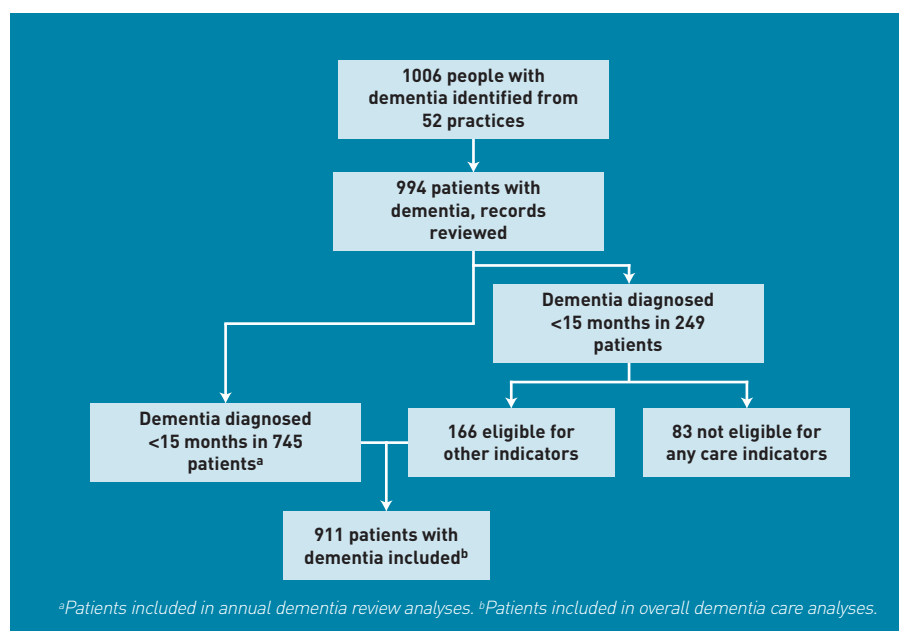 1006 people with
dementia identified from
52 practices
994 patients with
dementia, records
reviewed
Dementia diagnosed
<15 months in 249
patients
Dementia diagnosed
<15 months in 745
patientsᵃ
166 eligible for
other indicators
83 not eligible for
any care indicators
911 patients with
dementia includedᵇ
ᵃPatients included in annual dementia review analyses. ᵇPatients included in overall dementia care analyses.